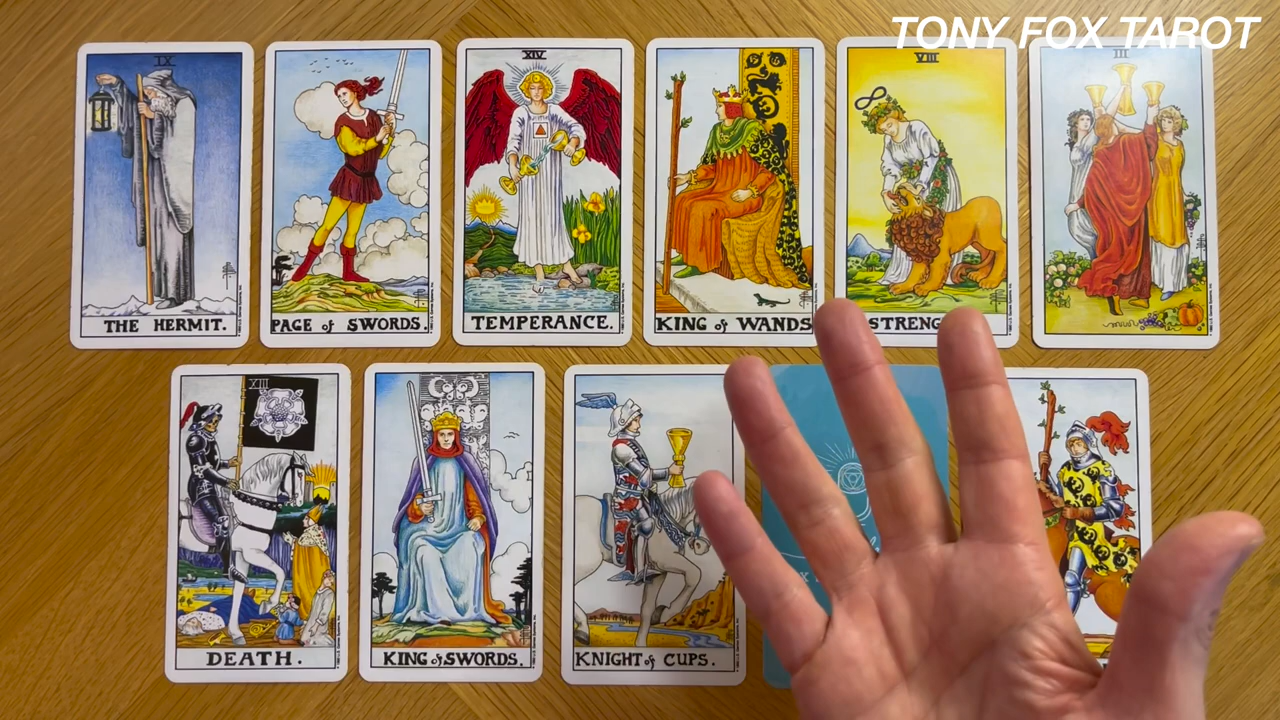 TONY FOX TAROT
IX
THE HERMIT.
PAGE of SWORDS.
XIV
TEMPERANCE.
KING of WANDS
VIII
STRENG
III
XIII
DEATH.
KING of SWORDS.
KNIGHT of CUPS.